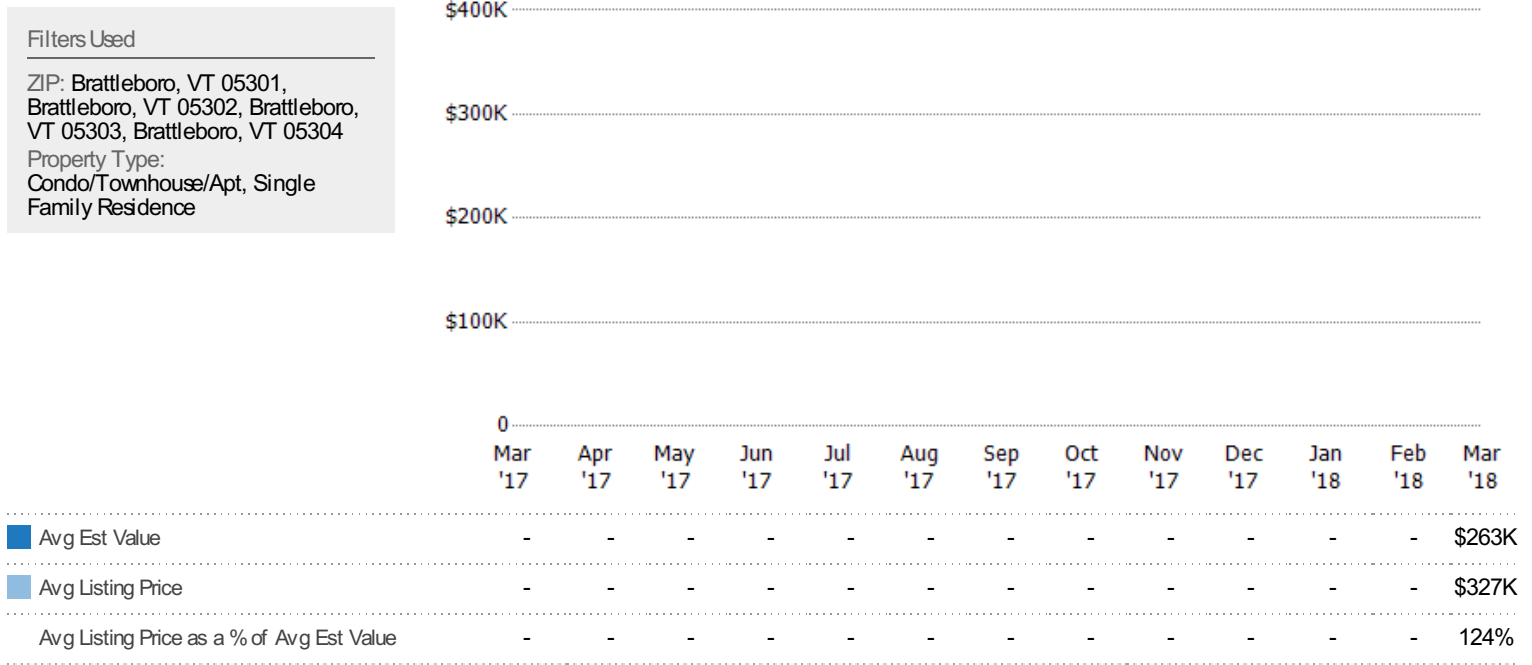 Filters Used
ZIP: Brattleboro, VT 05301,
Brattleboro, VT 05302, Brattleboro,
VT 05303, Brattleboro, VT 05304
Property Type:
Condo/Townhouse/Apt, Single
Family Residence
$400K
$300K
$200K
$100K
0
Mar Apr May Jun Jul Aug Sep Oct Nov Dec Jan Feb Mar
'17 '17 '17 '17 '17 '17 '17 '17 '17 '17 '18 '18 '18
Avg Est Value - - - - - - - - - - - - $263K
Avg Listing Price - - - - - - - - - - - - $327K
Avg Listing Price as a % of Avg Est Value - - - - - - - - - - - - 124%